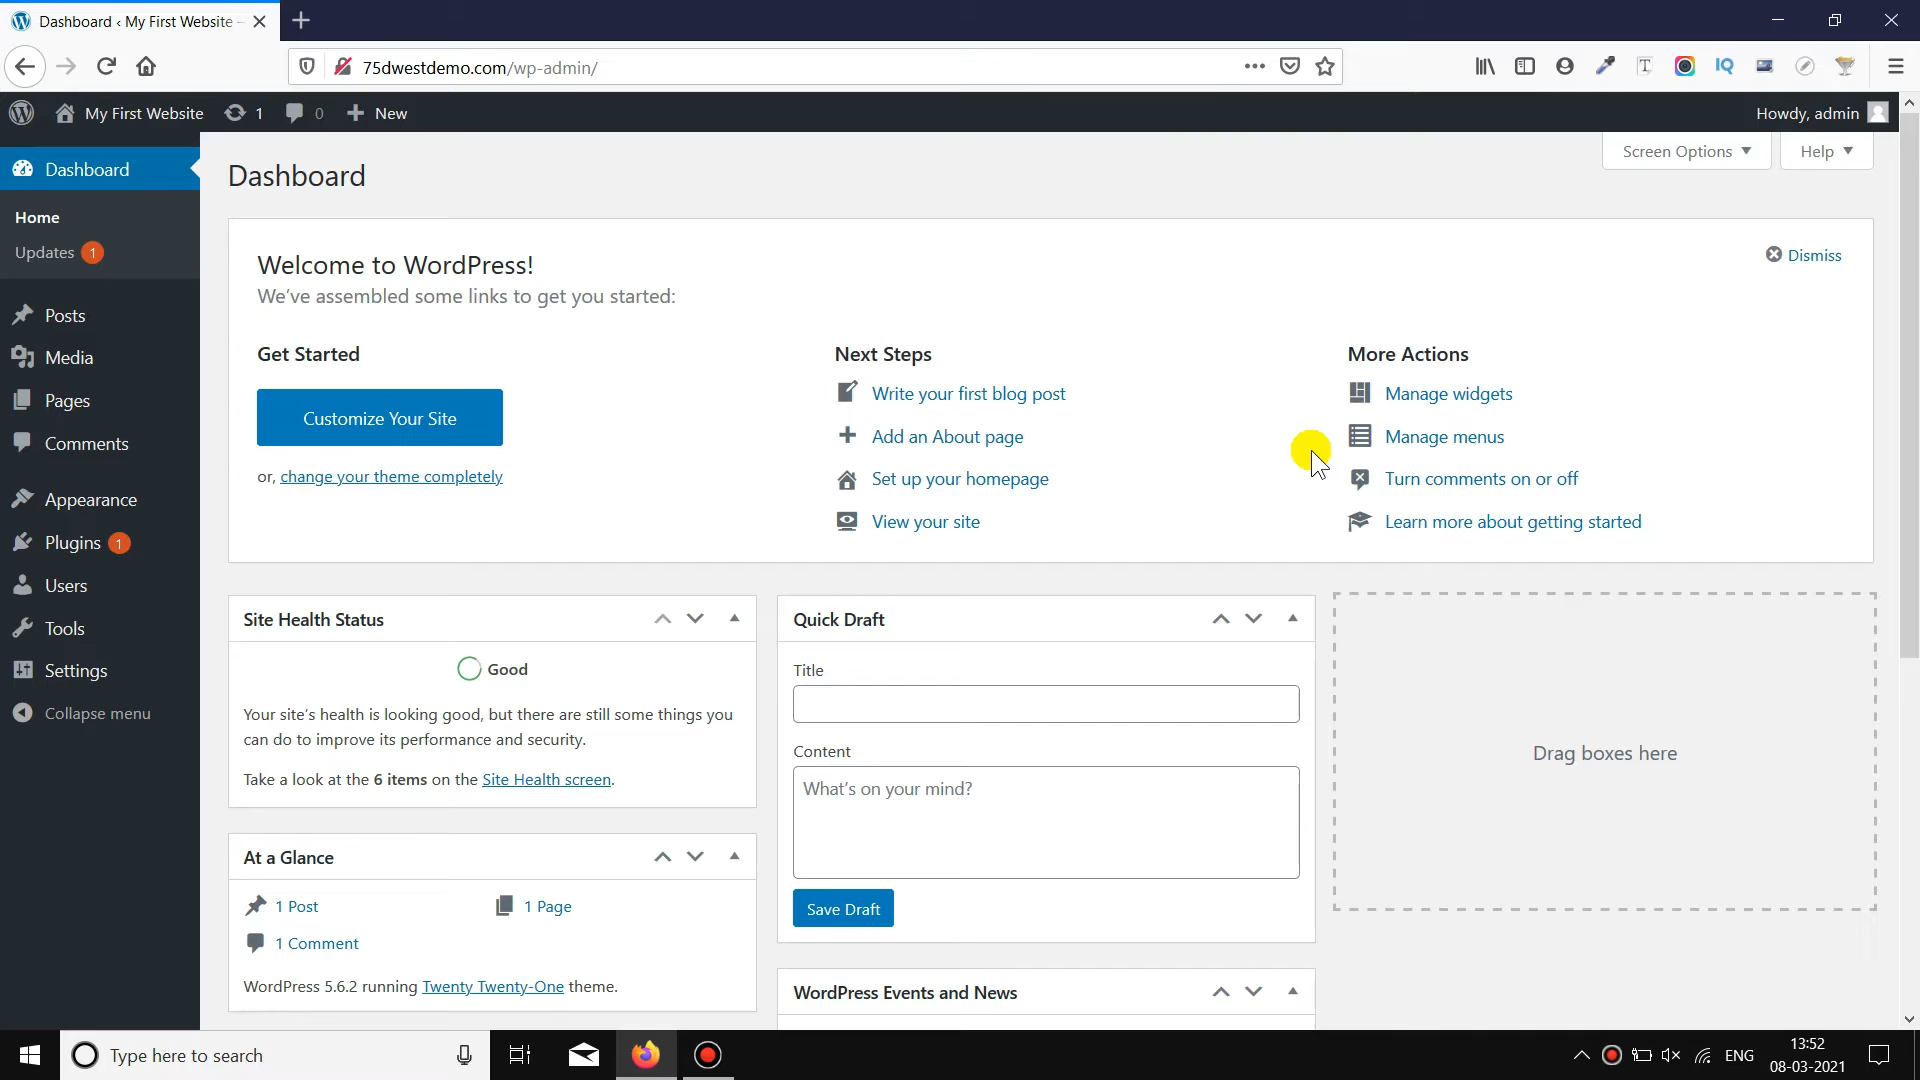 Dashboard ‹ My First Website –
75dwestdemo.com/wp-admin/
IQ
My First Website 1 0 New
Howdy, admin
Dashboard
Home
Updates 1
Posts
Media
Pages
Comments
Appearance
Plugins 1
Users
Tools
Settings
Collapse menu
Screen Options
Help
Dashboard
Welcome to WordPress!
We've assembled some links to get you started:
Dismiss
Get Started
Customize Your Site
or, change your theme completely
Next Steps
Write your first blog post
Add an About page
Set up your homepage
View your site
More Actions
Manage widgets
Manage menus
Turn comments on or off
Learn more about getting started
Site Health Status
Good
Your site's health is looking good, but there are still some things you
can do to improve its performance and security.
Take a look at the 6 items on the Site Health screen.
At a Glance
1 Post
1 Page
1 Comment
WordPress 5.6.2 running Twenty Twenty-One theme.
Quick Draft
Title
Content
What's on your mind?
Save Draft
WordPress Events and News
Drag boxes here
Type here to search
ENG
13:52
08-03-2021